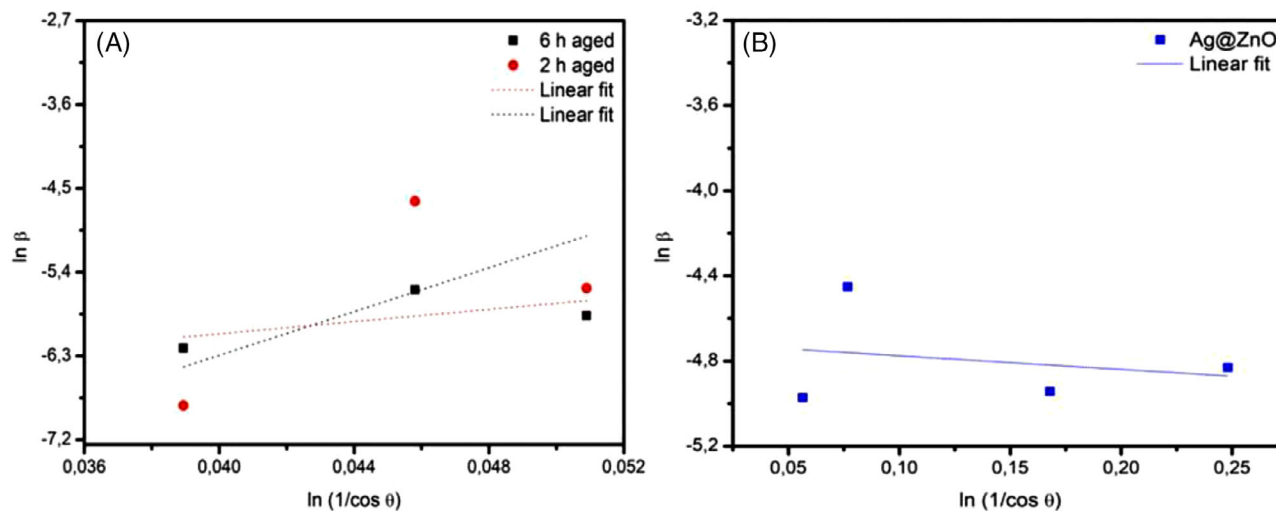 (A)
6 h aged
2 h aged
Linear fit
Linear fit
-2,7
-3,6
-4,5
-5,4
-6,3
-7,2
ln β
0,036
0,040
0,044
0,048
0,052
ln (1/cos θ)
(B)
Ag@ZnO
Linear fit
-3,2
-3,6
-4,0
-4,4
-4,8
-5,2
ln β
0,05
0,10
0,15
0,20
0,25
ln (1/cos θ)